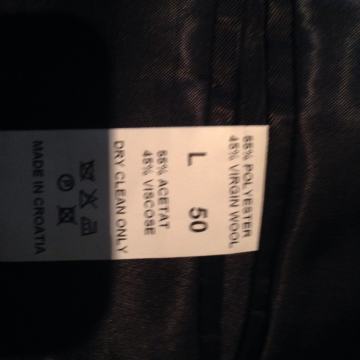 55% POLYESTER
45% VIRGIN WOOL
L 50
55% ACETAT
45% VISCOSE
DRY CLEAN ONLY
P
MADE IN CROATIA